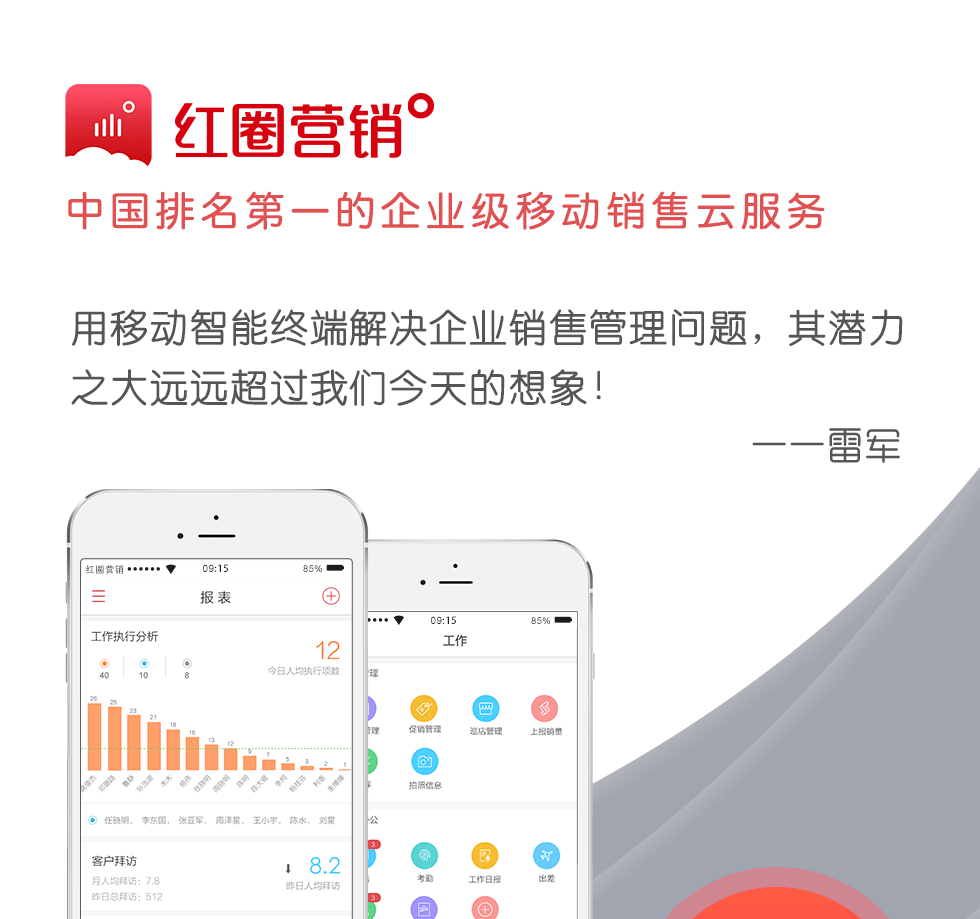 红圈营销
中国排名第一的企业级移动销售云服务
用移动智能终端解决企业销售管理问题，其潜力
之大远远超过我们今天的想象！
——雷军
红圈营销 09:15 85%
报表
工作执行分析
12
今日人均执行项数
40 10 8
26 25 23 21 18 16 13 12 9 7 5 3 2 1
任晓明、李东国、张亚军、周泽星、王小宇、陈水、刘星
客户拜访
8.2
月人均拜访：7.8
昨日人均拜访
昨日总拜访：512
09:15 85%
工作
促销管理 巡店管理 上报销量
拍照信息
3
考勤 工作日报 出差
3